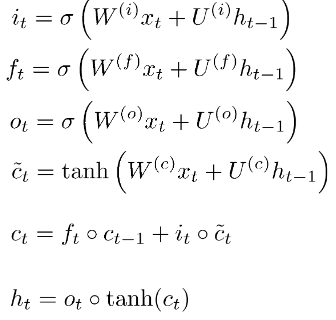 i_t = σ(W^{(i)}x_t + U^{(i)}h_{t−1})
f_t = σ(W^{(f)}x_t + U^{(f)}h_{t−1})
o_t = σ(W^{(o)}x_t + U^{(o)}h_{t−1})
c̃_t = tanh(W^{(c)}x_t + U^{(c)}h_{t−1})
c_t = f_t ∘ c_{t−1} + i_t ∘ c̃_t
h_t = o_t ∘ tanh(c_t)